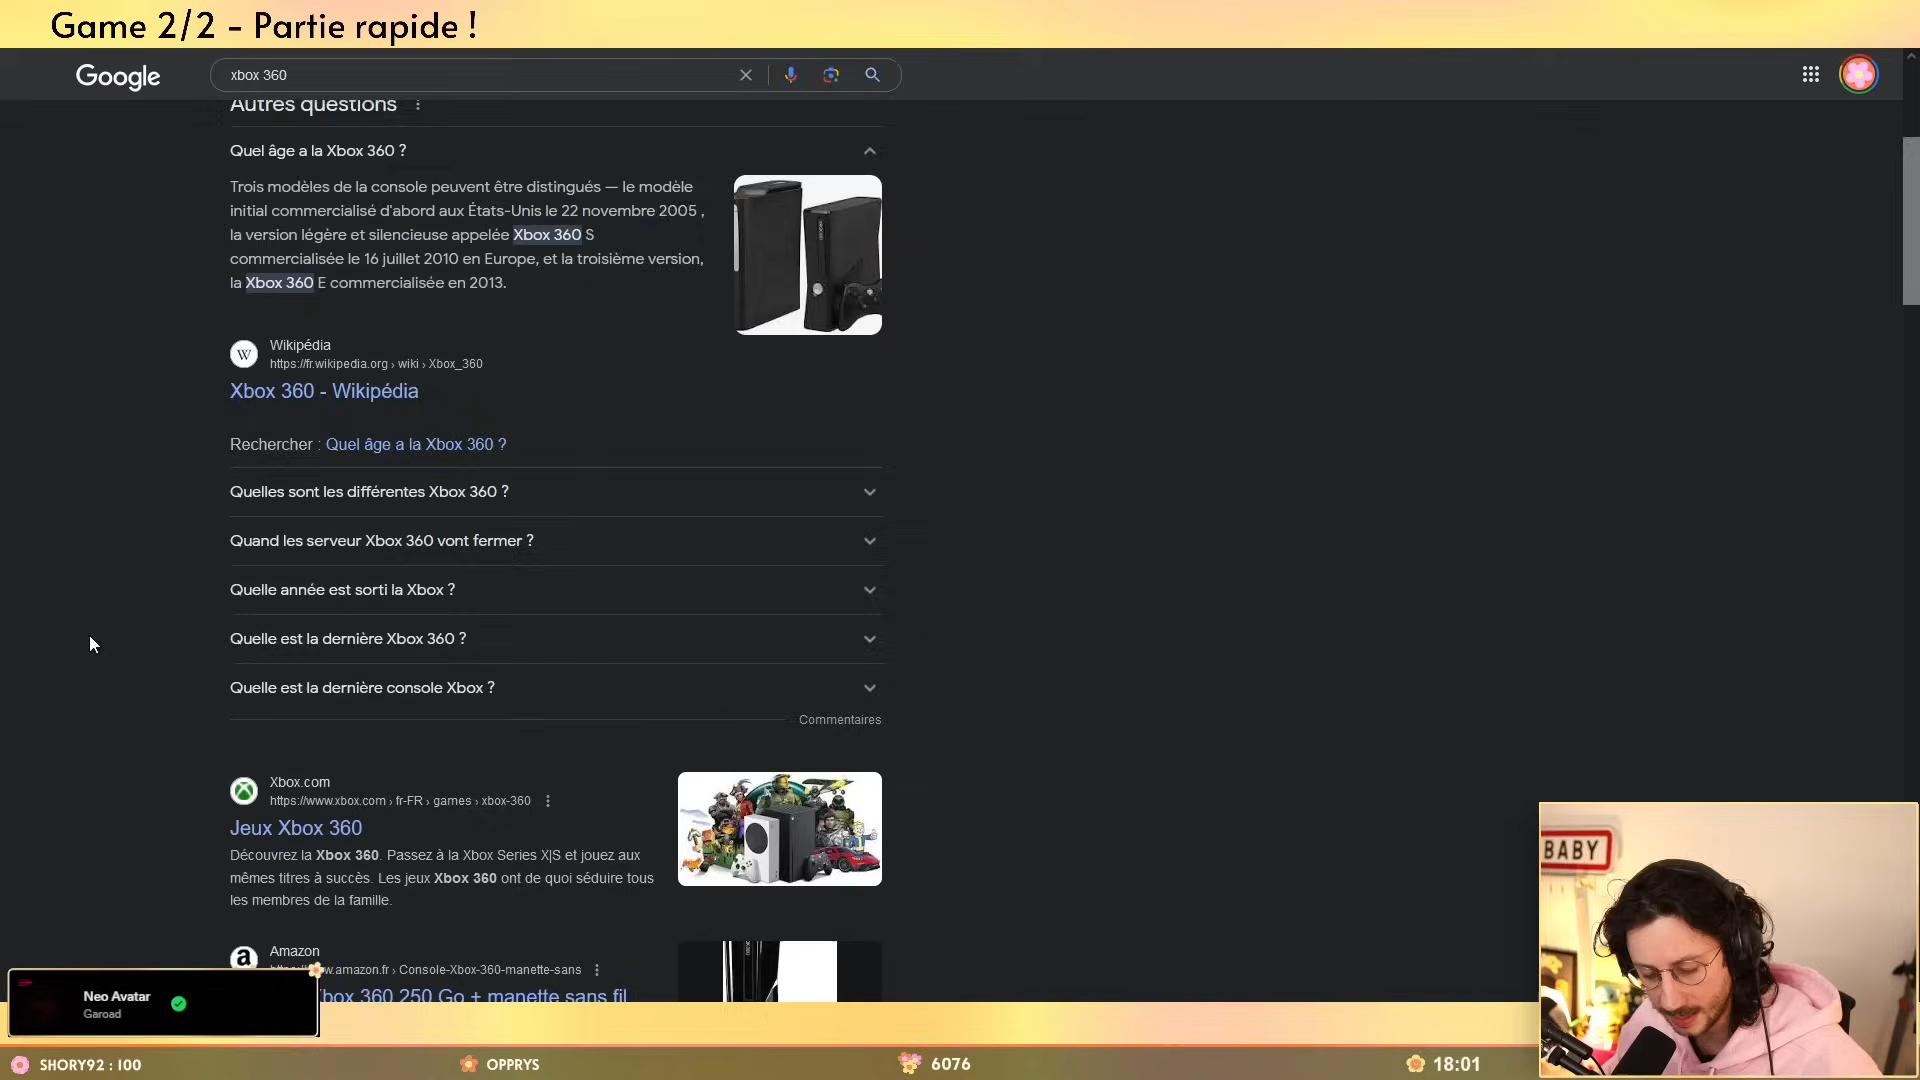 Game 2/2 - Partie rapide !
Google
xbox 360
Autres questions
Quel âge a la Xbox 360 ?
Trois modèles de la console peuvent être distingués — le modèle
initial commercialisé d'abord aux États-Unis le 22 novembre 2005 ,
la version légère et silencieuse appelée Xbox 360 S
commercialisée le 16 juillet 2010 en Europe, et la troisième version,
la Xbox 360 E commercialisée en 2013.
W
Wikipédia
https://fr.wikipedia.org › wiki › Xbox_360
Xbox 360 - Wikipédia
Rechercher : Quel âge a la Xbox 360 ?
Quelles sont les différentes Xbox 360 ?
Quand les serveur Xbox 360 vont fermer ?
Quelle année est sorti la Xbox ?
Quelle est la dernière Xbox 360 ?
Quelle est la dernière console Xbox ?
Commentaires
Xbox.com
https://www.xbox.com › fr-FR › games › xbox-360
Jeux Xbox 360
Découvrez la Xbox 360. Passez à la Xbox Series X|S et jouez aux
mêmes titres à succès. Les jeux Xbox 360 ont de quoi séduire tous
les membres de la famille.
a
Amazon
w.amazon.fr › Console-Xbox-360-manette-sans
box 360 250 Go + manette sans fil
Neo Avatar
Garoad
BABY
SHORY92 : 100
OPPRYS
6076
18:01